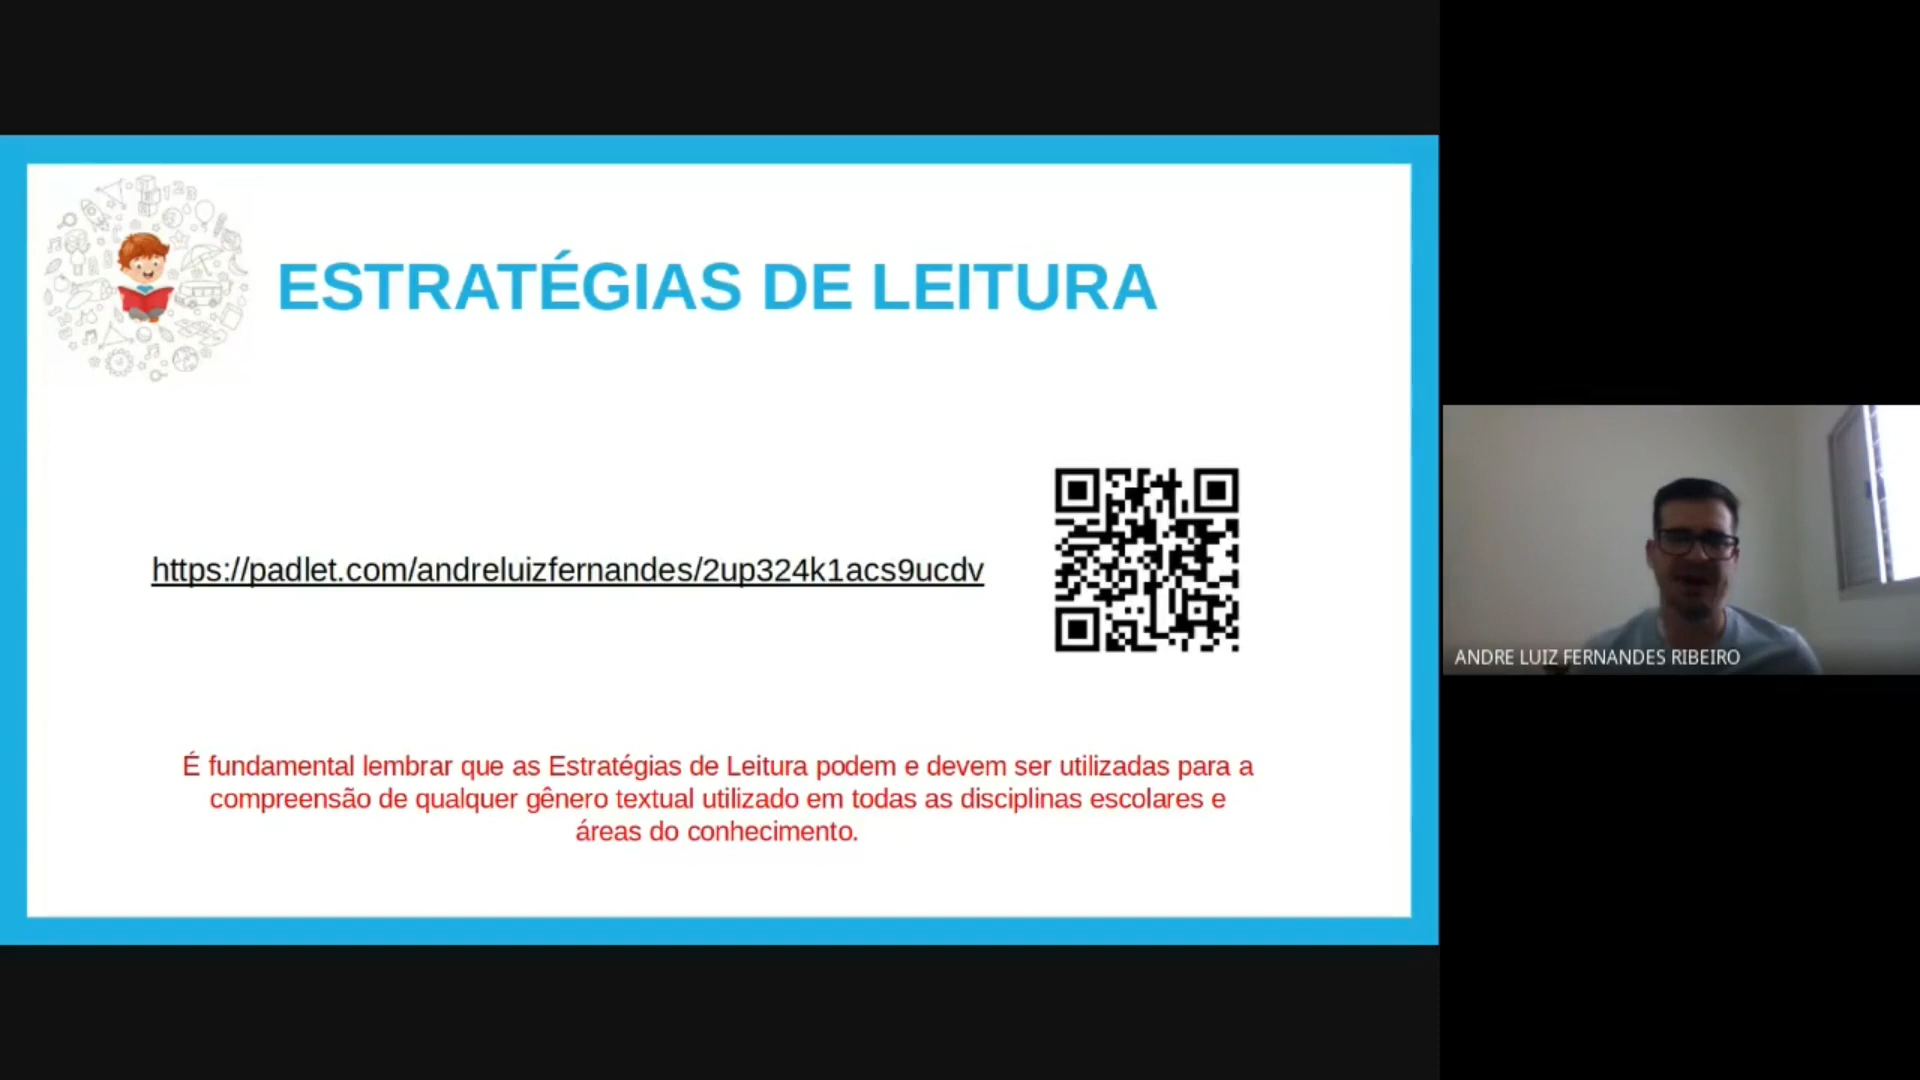 ESTRATÉGIAS DE LEITURA
https://padlet.com/andreluizfernandes/2up324k1acs9ucdv
É fundamental lembrar que as Estratégias de Leitura podem e devem ser utilizadas para a
compreensão de qualquer gênero textual utilizado em todas as disciplinas escolares e
áreas do conhecimento.
ANDRE LUIZ FERNANDES RIBEIRO